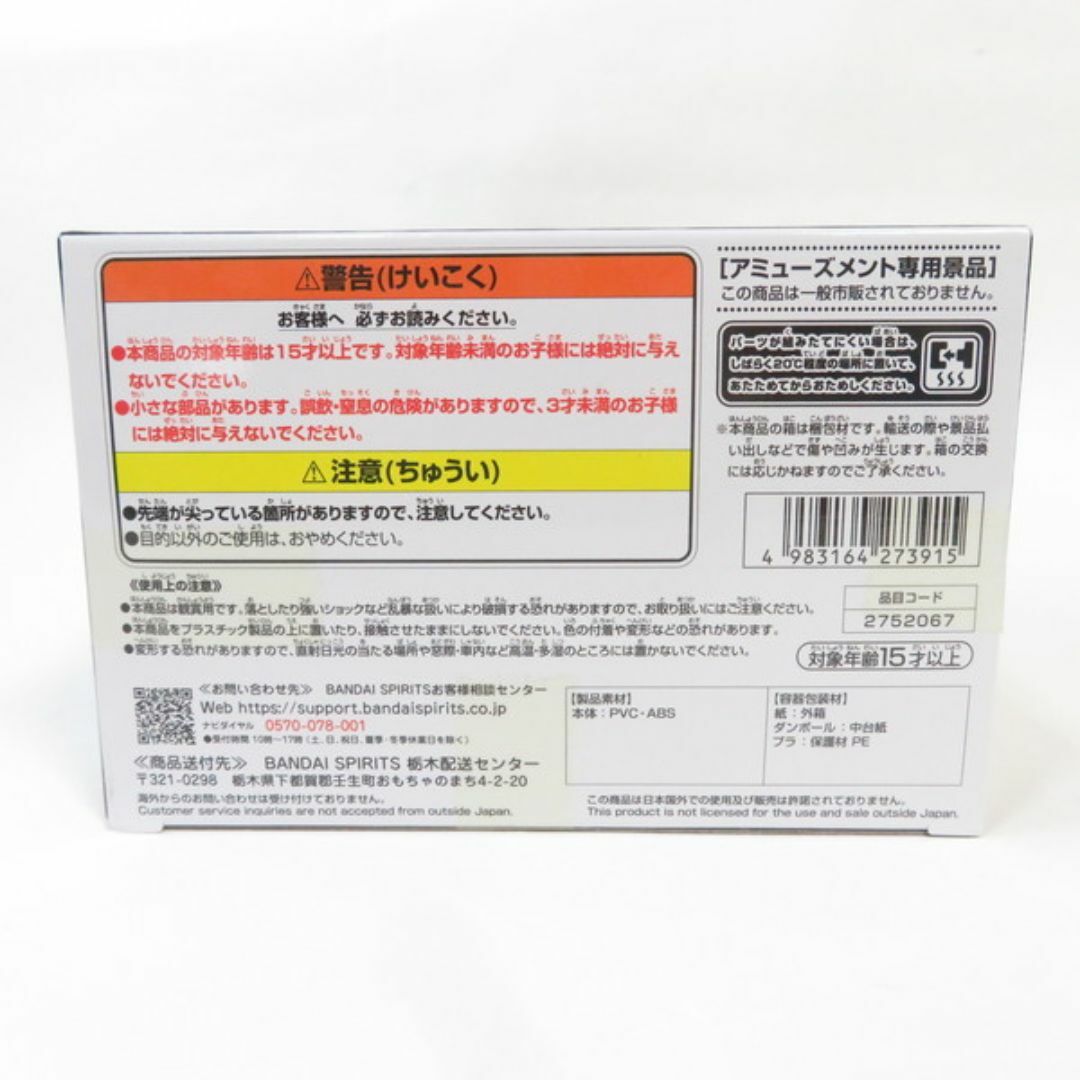 ⚠警告(けいこく)
お客様へ 必ずお読みください。
●本商品の対象年齢は15才以上です。対象年齢未満のお子様には絶対に与え
ないでください。
●小さな部品があります。誤飲・窒息の危険がありますので、3才未満のお子様
には絶対に与えないでください。
⚠注意(ちゅうい)
●先端が尖っている箇所がありますので、注意してください。
●目的以外のご使用は、おやめください。
[アミューズメント専用景品]
この商品は一般市販されておりません。
パーツが組みたてにくい場合は、
しばらく20℃程度の場所に置いて、
あたためてからおためしください。
※本商品の箱は梱包材です。輸送の際や景品払
い出しなどで傷や凹みが生じます。箱の交換
には応じかねますのでご了承ください。
4 983164 273915
品目コード
2752067
対象年齢15才以上
《使用上の注意》
●本商品は観賞用です。落としたり強いショックなど乱暴な扱いにより破損する恐れがありますので、お取り扱いにはご注意ください。
●本商品をプラスチック製品の上に置いたり、接触させたままにしないでください。色の付着や変形などの恐れがあります。
●変形する恐れがありますので、直射日光の当たる場所や窓際・車内など高温・多湿のところには置かないでください。
≪お問い合わせ先≫ BANDAI SPIRITSお客様相談センター
Web https://support.bandaispirits.co.jp
ナビダイヤル 0570-078-001
●受付時間 10時～17時(土、日、祝日、夏季・冬季休業日を除く)
≪商品送付先≫ BANDAI SPIRITS 栃木配送センター
〒321-0298 栃木県下都賀郡壬生町おもちゃのまち4-2-20
海外からのお問い合わせは受け付けておりません。
Customer service inquiries are not accepted from outside Japan.
【製品素材】
本体：PVC・ABS
【容器包装材】
紙：外箱
ダンボール：中台紙
プラ：保護材 PE
この商品は日本国外での使用及び販売は許諾されておりません。
This product is not licensed for the use and sale outside Japan.